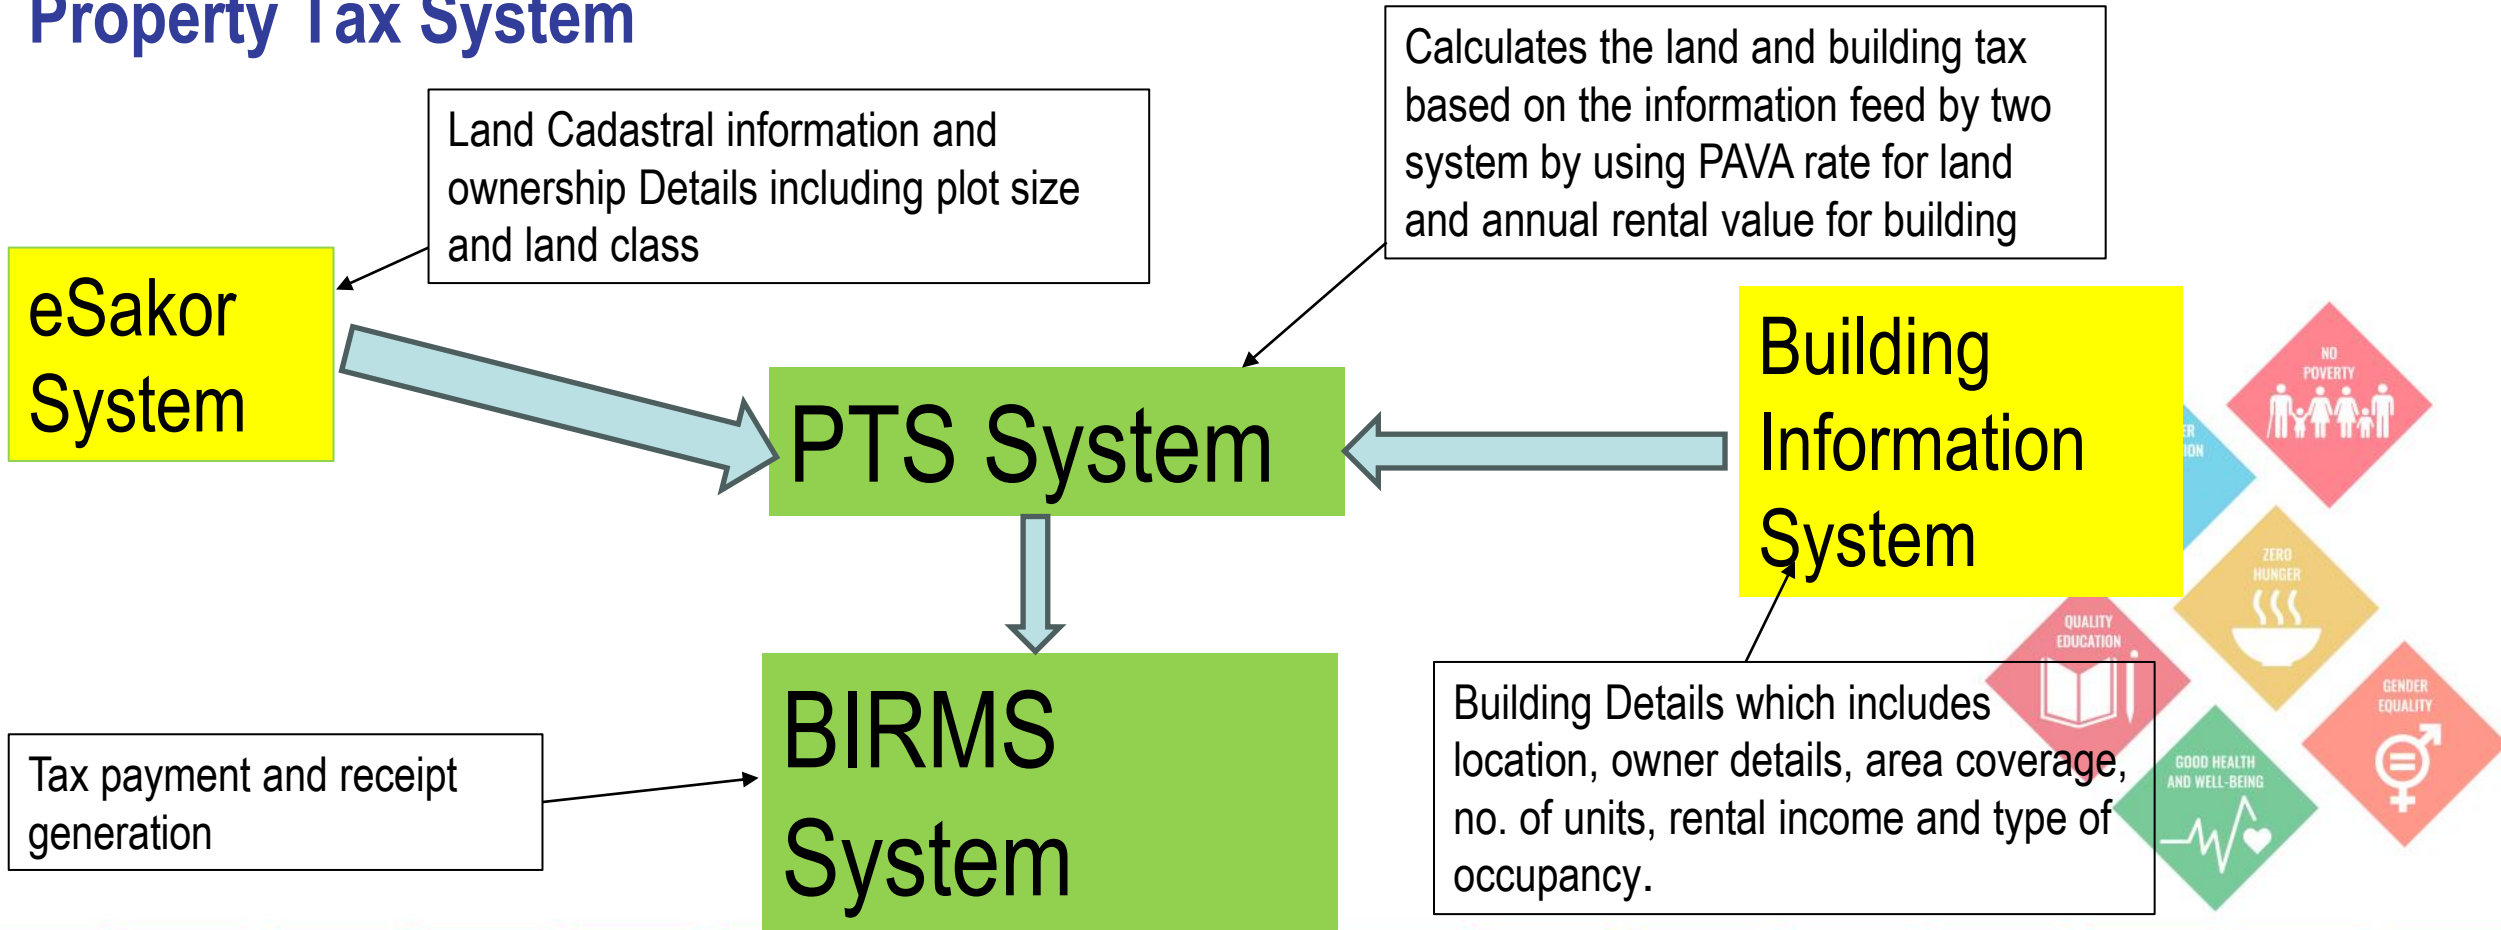 Property Tax System
Calculates the land and building tax
based on the information feed by two
system by using PAVA rate for land
and annual rental value for building
Land Cadastral information and
ownership Details including plot size
and land class
eSakor
System
PTS System
Building
Information
System
BIRMS
System
Tax payment and receipt
generation
Building Details which includes
location, owner details, area coverage,
no. of units, rental income and type of
occupancy.
NO
POVERTY
ZERO
HUNGER
QUALITY
EDUCATION
GENDER
EQUALITY
GOOD HEALTH
AND WELL-BEING